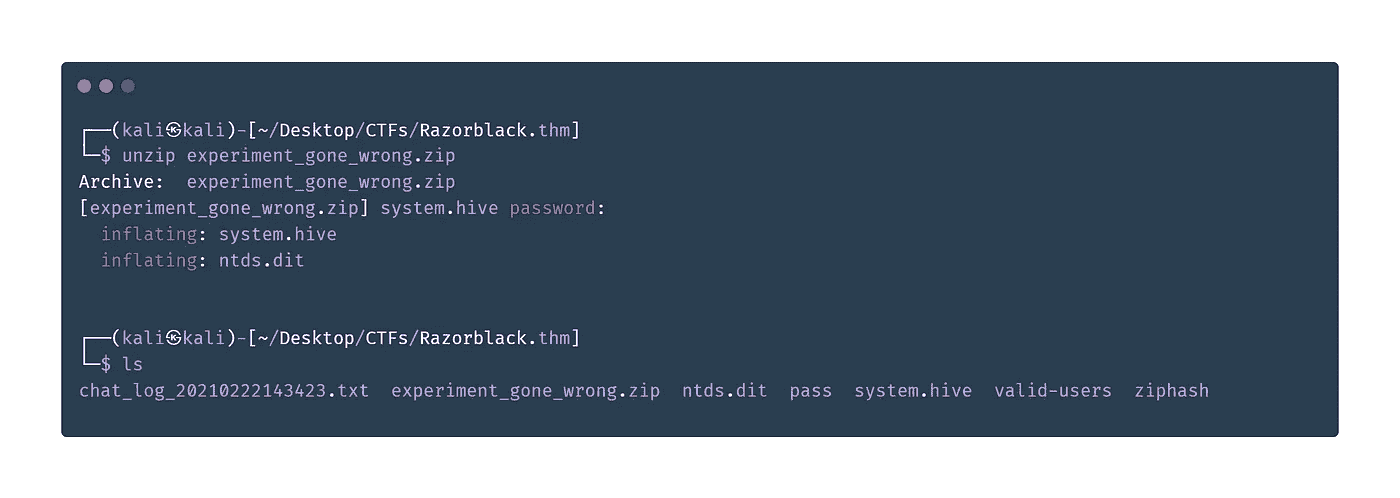 ┌──(kali㉿kali)-[~/Desktop/CTFs/Razorblack.thm]
└─$ unzip experiment_gone_wrong.zip
Archive:  experiment_gone_wrong.zip
[experiment_gone_wrong.zip] system.hive password:
  inflating: system.hive
  inflating: ntds.dit
┌──(kali㉿kali)-[~/Desktop/CTFs/Razorblack.thm]
└─$ ls
chat_log_20210222143423.txt  experiment_gone_wrong.zip  ntds.dit  pass  system.hive  valid-users  ziphash